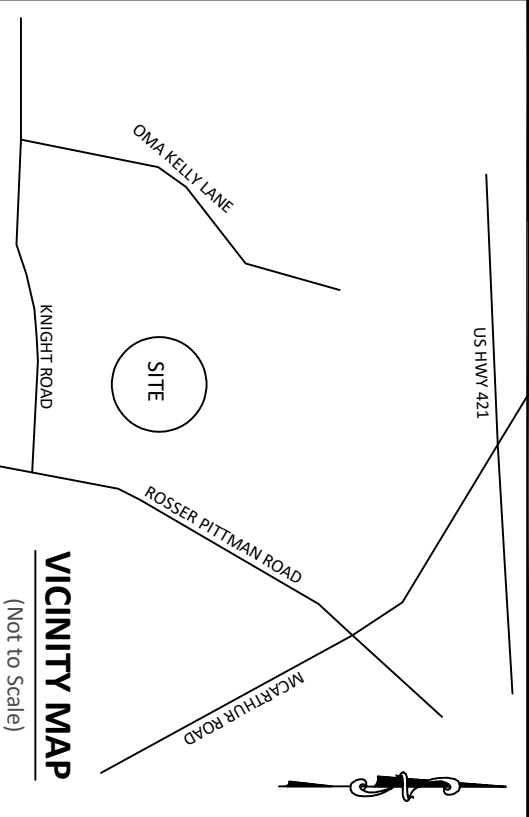 US HWY 421
OMA KELLY LANE
SITE
KNIGHT ROAD
ROSSER PITTMAN ROAD
MCARTHUR ROAD
VICINITY MAP
(Not to Scale)